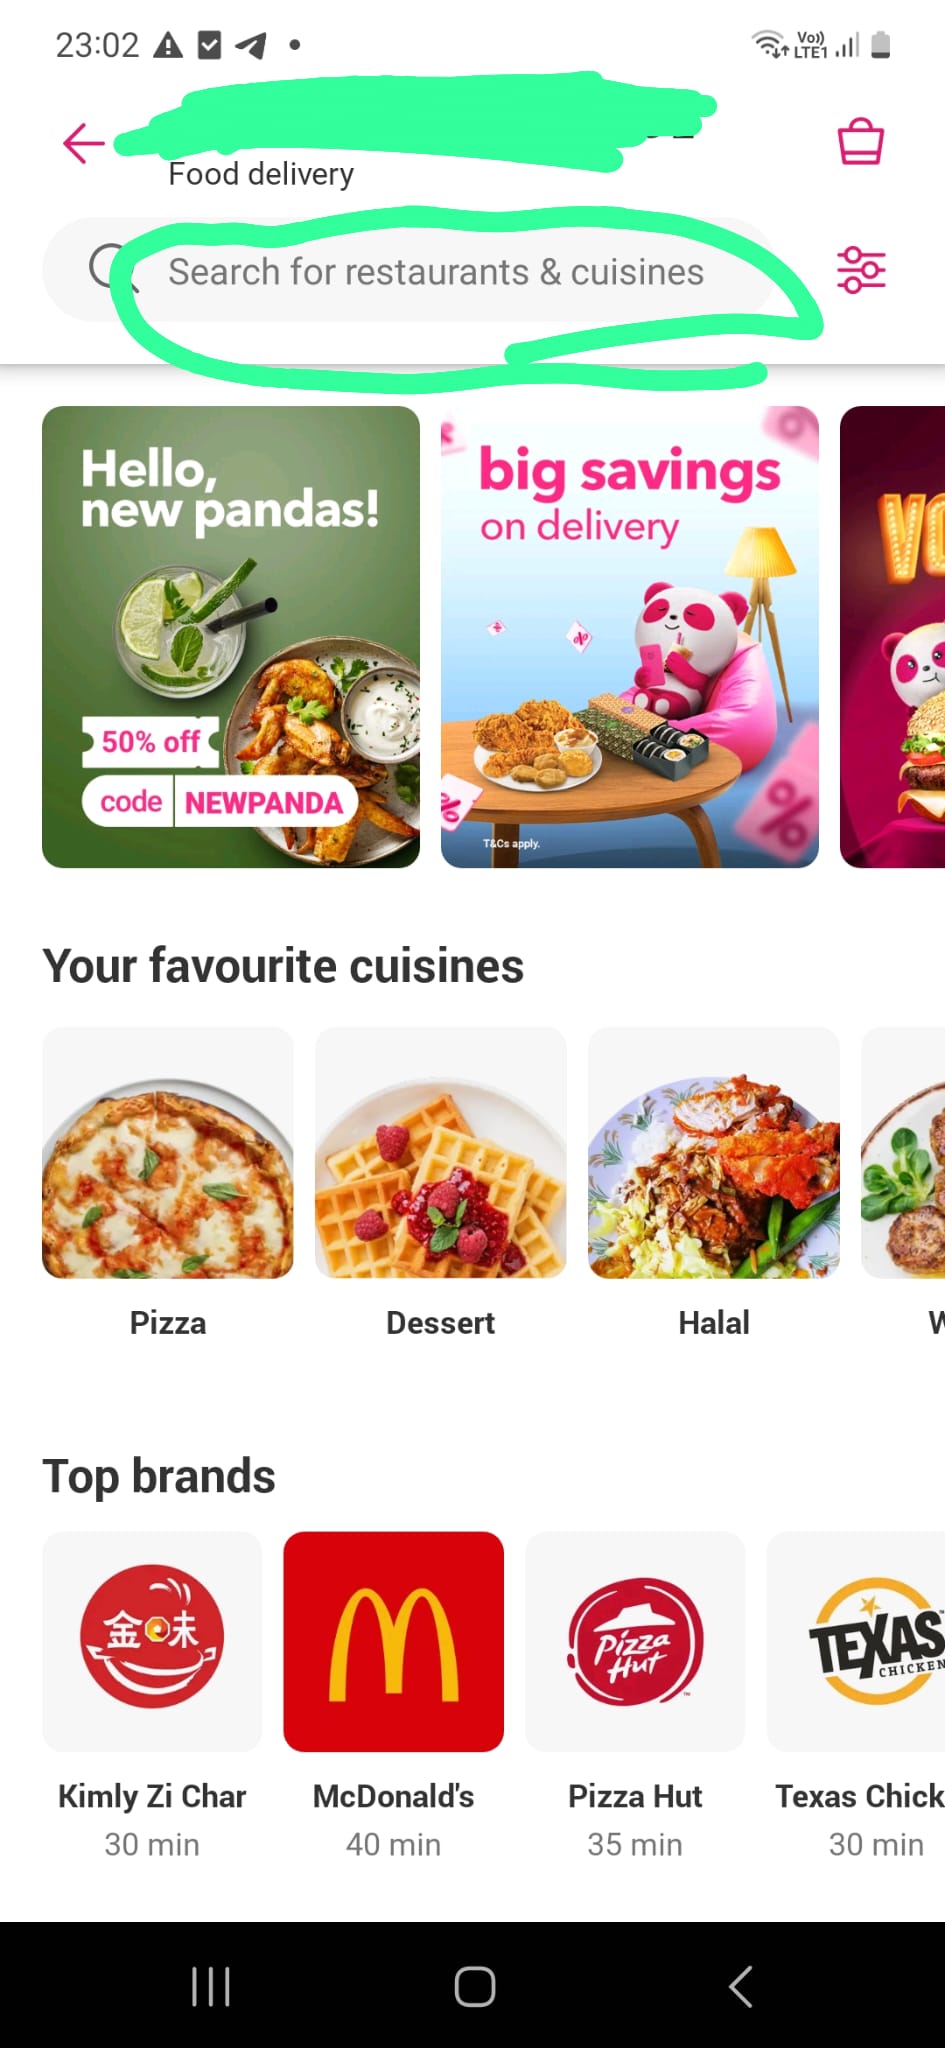 23:02
Vo))
LTE1
Food delivery
Search for restaurants & cuisines
Hello,
new pandas!
50% off
code NEWPANDA
big savings
on delivery
%
%
%
T&Cs apply.
Your favourite cuisines
Pizza
Dessert
Halal
Top brands
金味
Pizza
Hut
TEXAS
CHICKEN
Kimly Zi Char
McDonald's
Pizza Hut
Texas Chick
30 min
40 min
35 min
30 min